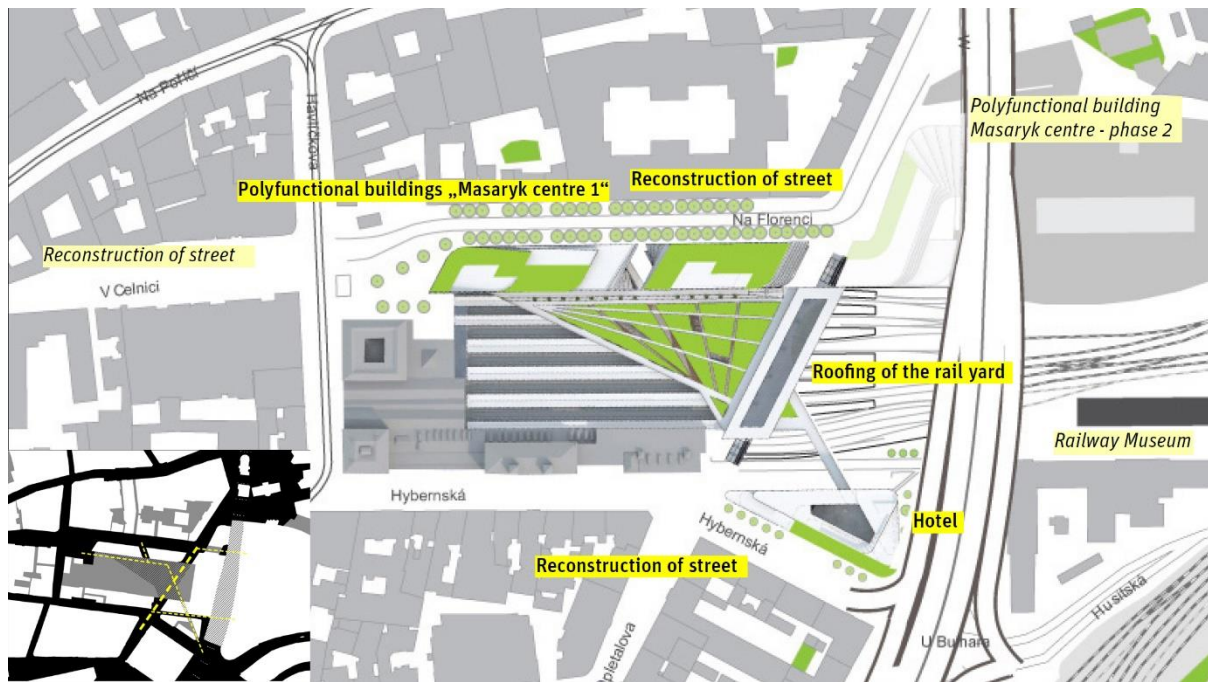 Na Poříčí
Havlíčkova
Polyfunctional building
Masaryk centre - phase 2
Polyfunctional buildings „Masaryk centre 1“
Reconstruction of street
Na Florenci
Reconstruction of street
V Celnici
Roofing of the rail yard
Railway Museum
Hybernská
Hybernská
Hotel
Reconstruction of street
Husitská
Opletalova
U Bulhara